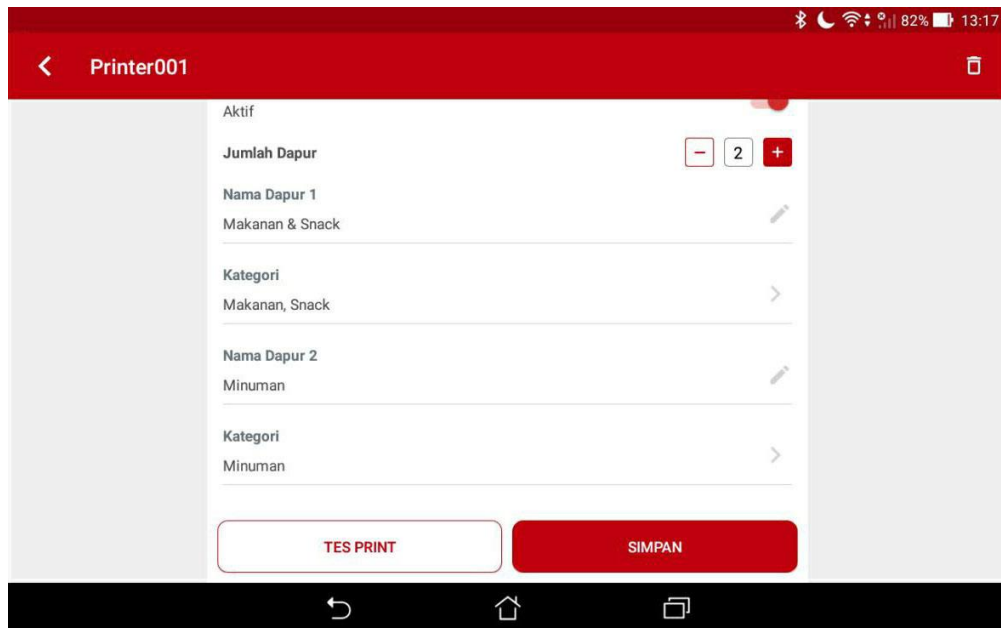 82% 13:17
Printer001
Aktif
Jumlah Dapur
2
Nama Dapur 1
Makanan & Snack
Kategori
Makanan, Snack
Nama Dapur 2
Minuman
Kategori
Minuman
TES PRINT SIMPAN